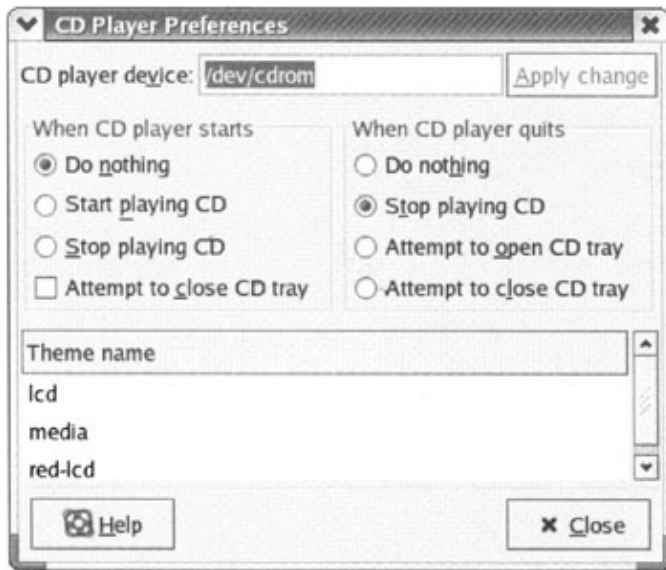 CD Player Preferences
CD player device: /dev/cdrom Apply change
When CD player starts
Do nothing
Start playing CD
Stop playing CD
Attempt to close CD tray
When CD player quits
Do nothing
Stop playing CD
Attempt to open CD tray
Attempt to close CD tray
Theme name
lcd
media
red-lcd
Help
Close